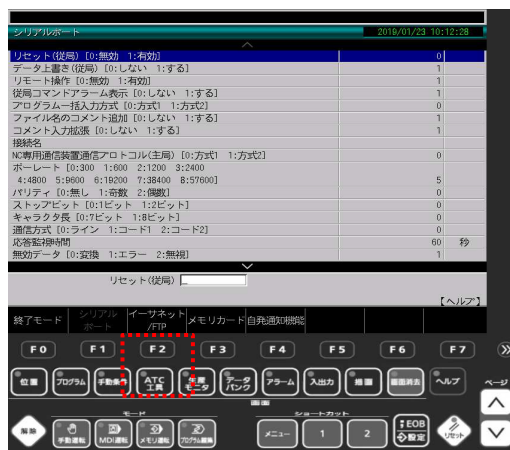 シリアルポート 2019/01/23 10:12:28
リセット(従局) [0:無効 1:有効] 0
データ上書き(従局) [0:しない 1:する] 1
リモート操作 [0:無効 1:有効] 1
従局コマンドアラーム表示 [0:しない 1:する] 1
プログラム一括入力方式 [0:方式1 1:方式2] 0
ファイル名のコメント追加 [0:しない 1:する] 1
コメント入力拡張 [0:しない 1:する] 1
接続名
NC専用通信装置通信プロトコル(主局) [0:方式1 1:方式2] 0
ボーレート [0:300 1:600 2:1200 3:2400
4:4800 5:9600 6:19200 7:38400 8:57600] 5
パリティ [0:無し 1:奇数 2:偶数] 0
ストップビット [0:1ビット 1:2ビット] 0
キャラクタ長 [0:7ビット 1:8ビット] 0
通信方式 [0:ライン 1:コード1 2:コード2] 0
応答監視時間 60 秒
無効データ [0:変換 1:エラー 2:無視] 1
リセット(従局)
【ヘルプ】
終了モード シリアルポート イーサネット/FTP メモリカード 自発通知機能
F0 F1 F2 F3 F4 F5 F6 F7
位置 プログラム 手動条件 ATC工具 生産モニタ データバンク アラーム 入出力 描画 画面消去 ヘルプ ページ
画面
モード ショートカット
解除 手動運転 MDI運転 メモリ運転 プログラム編集 メニュー 1 2 ;EOB 設定 リセット